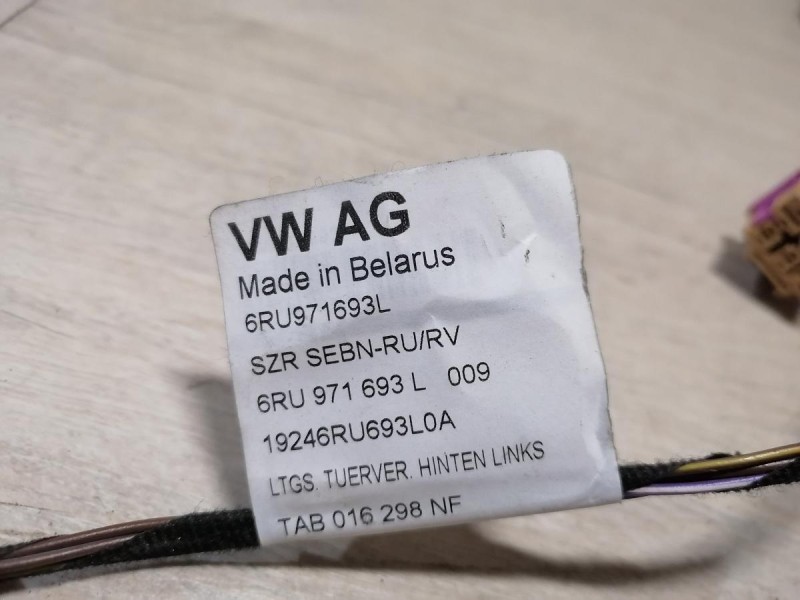 VW AG
Made in Belarus
6RU971693L
SZR SEBN-RU/RV
6RU 971 693 L 009
19246RU693L0A
LTGS. TUERVER. HINTEN LINKS
TAB 016 298 NF